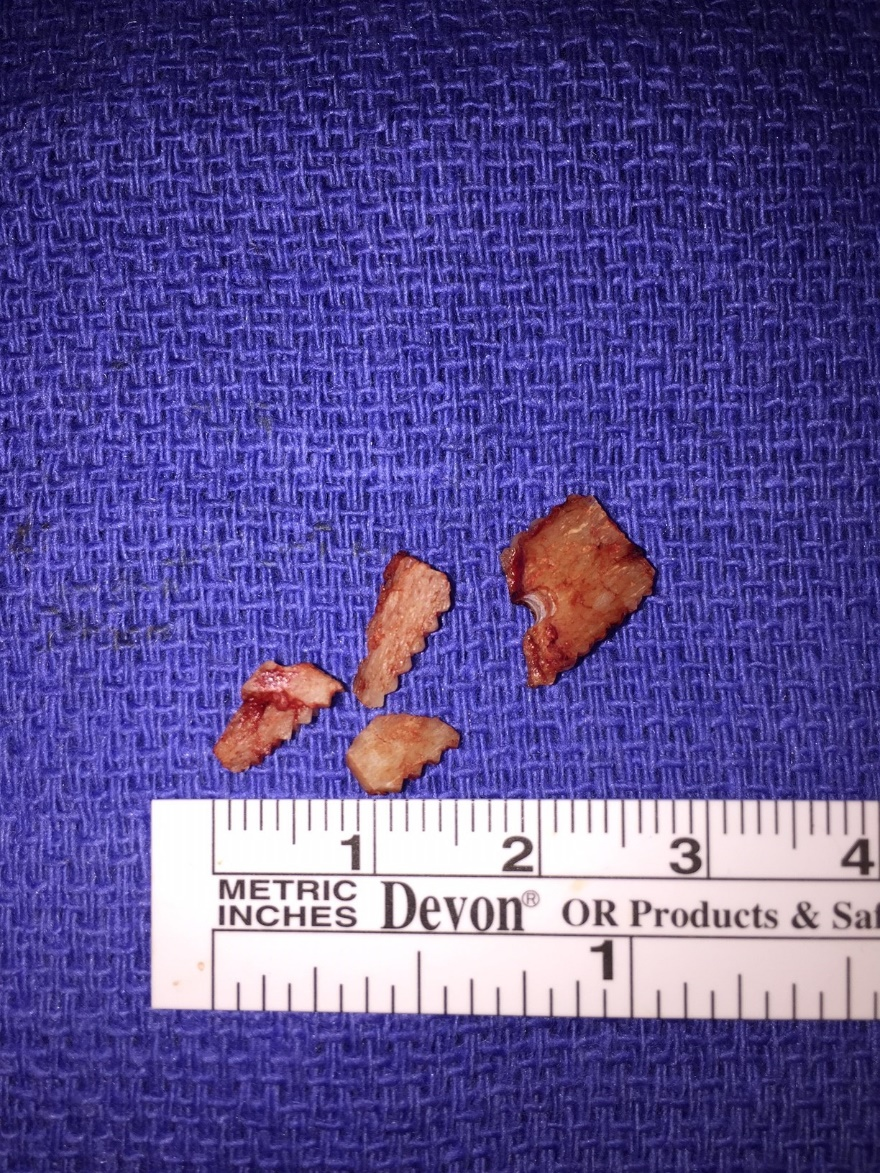 1 2 3 4
METRIC
INCHES Devon® OR Products & Saf
1